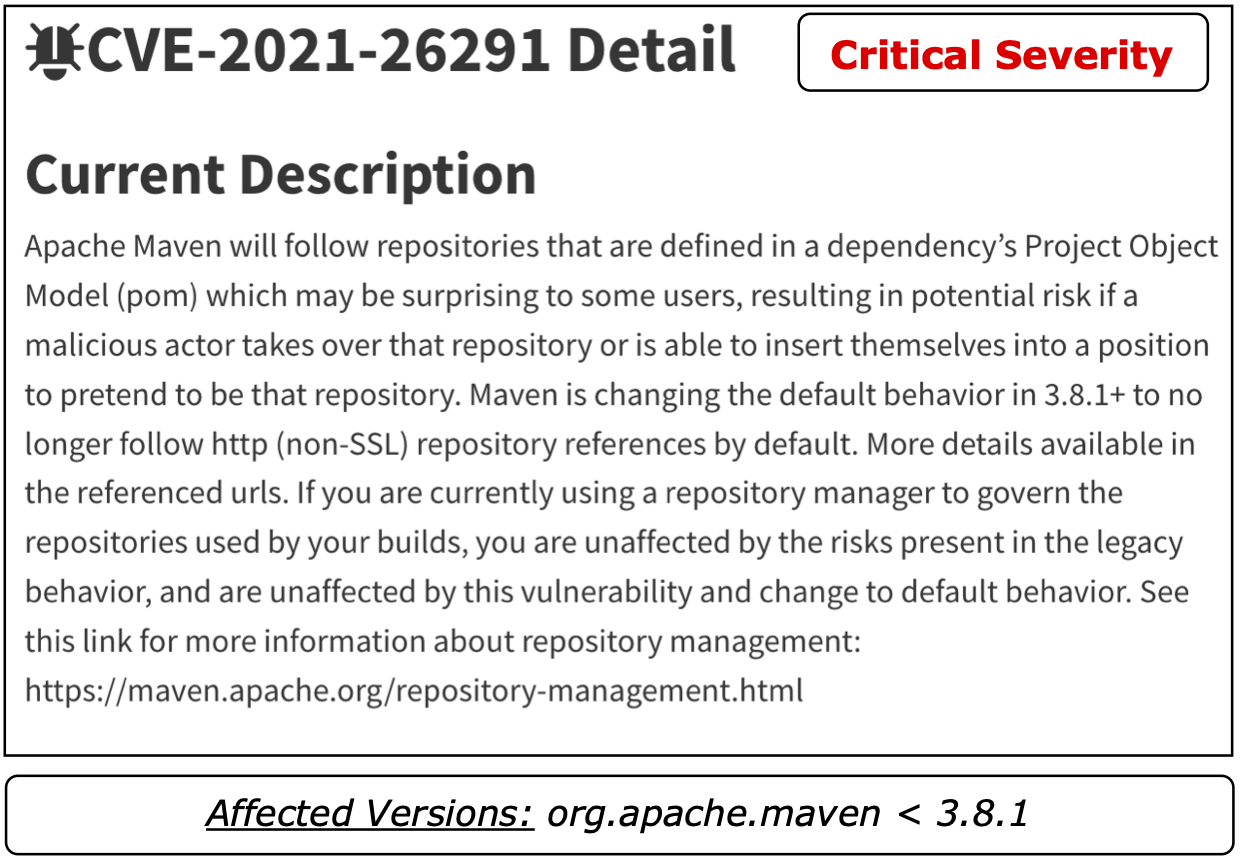 CVE-2021-26291 Detail
Critical Severity
Current Description
Apache Maven will follow repositories that are defined in a dependency’s Project Object
Model (pom) which may be surprising to some users, resulting in potential risk if a
malicious actor takes over that repository or is able to insert themselves into a position
to pretend to be that repository. Maven is changing the default behavior in 3.8.1+ to no
longer follow http (non-SSL) repository references by default. More details available in
the referenced urls. If you are currently using a repository manager to govern the
repositories used by your builds, you are unaffected by the risks present in the legacy
behavior, and are unaffected by this vulnerability and change to default behavior. See
this link for more information about repository management:
https://maven.apache.org/repository-management.html
Affected Versions: org.apache.maven < 3.8.1